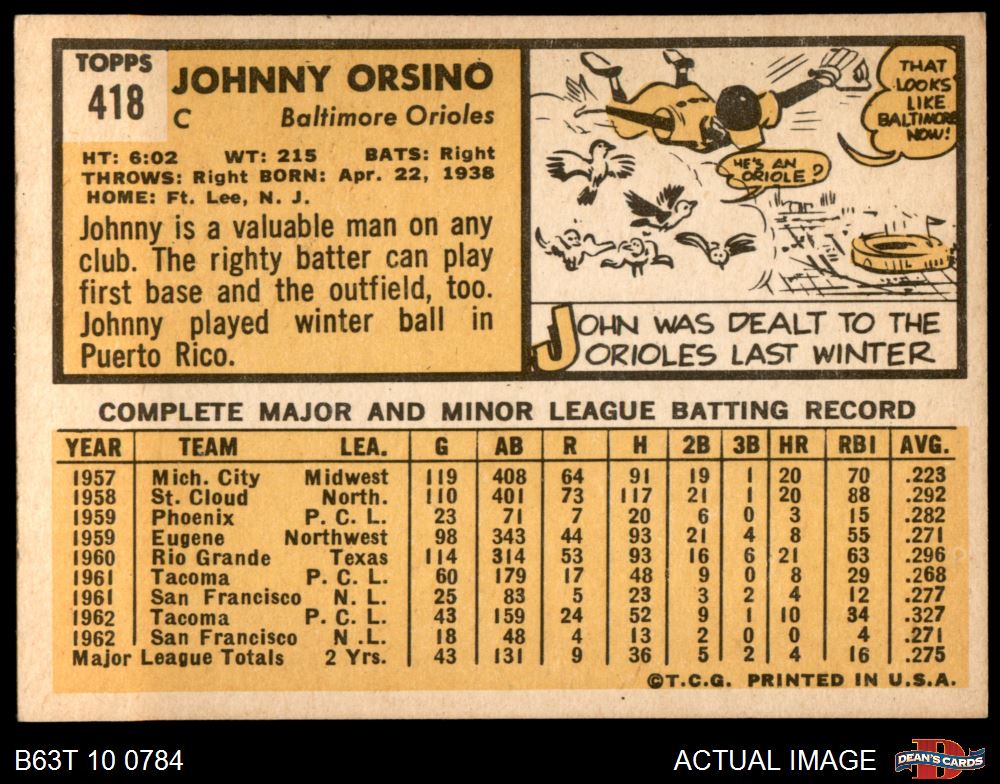 TOPPS
418
JOHNNY ORSINO
C Baltimore Orioles
HT: 6:02 WT: 215 BATS: Right
THROWS: Right BORN: Apr. 22, 1938
HOME: Ft. Lee, N. J.
Johnny is a valuable man on any
club. The righty batter can play
first base and the outfield, too.
Johnny played winter ball in
Puerto Rico.
THAT
LOOKS
LIKE
BALTIMORE
NOW!
HE'S AN
ORIOLE?
JOHN WAS DEALT TO THE
ORIOLES LAST WINTER
COMPLETE MAJOR AND MINOR LEAGUE BATTING RECORD
YEAR TEAM LEA. G AB R H 2B 3B HR RBI AVG.
1957 Mich. City Midwest 119 408 64 91 19 1 20 70 .223
1958 St. Cloud North. 110 401 73 117 21 1 20 88 .292
1959 Phoenix P. C. L. 23 71 7 20 6 0 3 15 .282
1959 Eugene Northwest 98 343 44 93 21 4 8 55 .271
1960 Rio Grande Texas 114 314 53 93 16 6 21 63 .296
1961 Tacoma P. C. L. 60 179 17 48 9 0 8 29 .268
1961 San Francisco N. L. 25 83 5 23 3 2 4 12 .277
1962 Tacoma P. C. L. 43 159 24 52 9 1 10 34 .327
1962 San Francisco N .L. 18 48 4 13 2 0 0 4 .271
Major League Totals 2 Yrs. 43 131 9 36 5 2 4 16 .275
©T.C.G. PRINTED IN U.S.A.
B63T 10 0784 ACTUAL IMAGE
D
DEAN'S CARDS